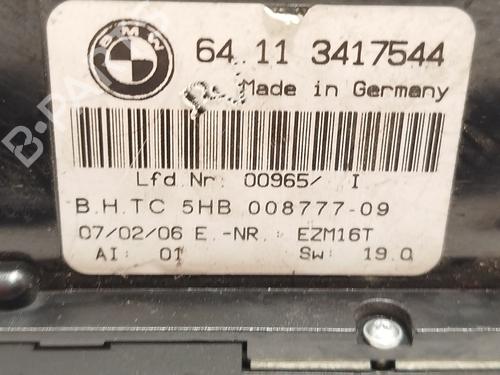 BMW
64.. 11 3417544
Made in Germany
Lfd.Nr: 00965/ I
B.H.TC 5HB 008777-09
07/02/06 E. -NR. : EZM16T
AI: 01 Sw: 19.0